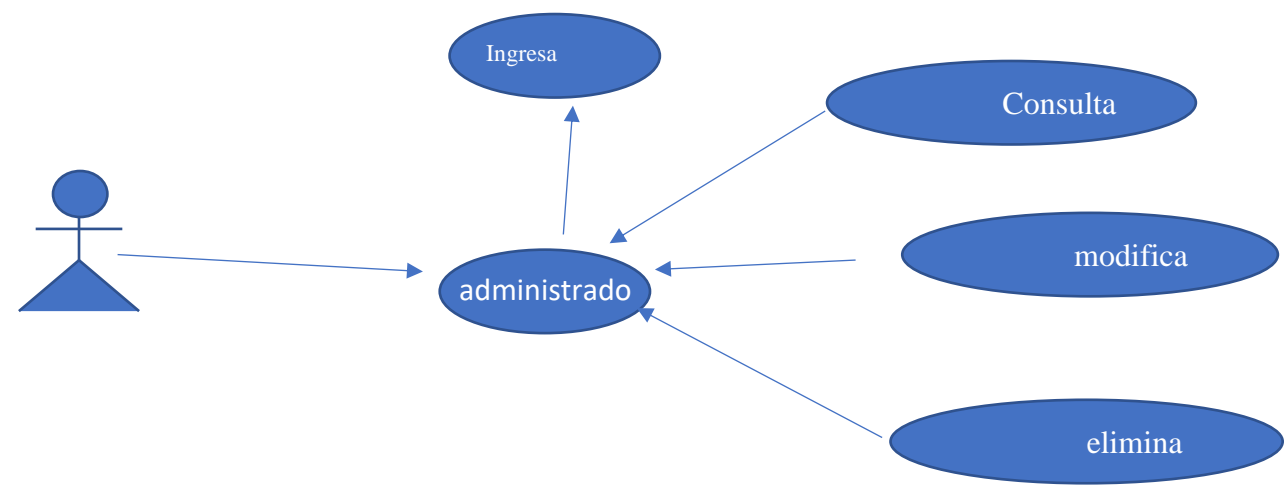 Ingresa
Consulta
modifica
administrado
elimina